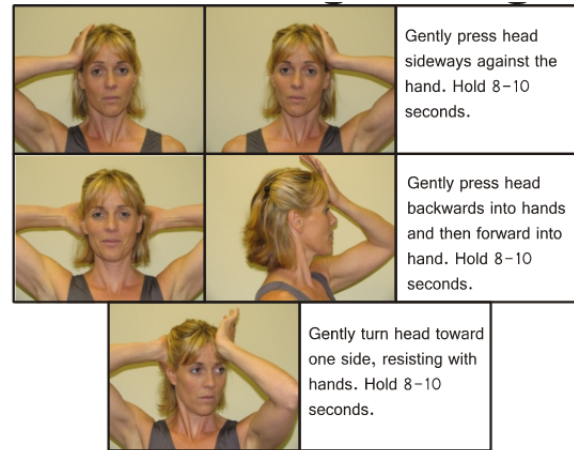 Gently press head
sideways against the
hand. Hold 8-10
seconds.
Gently press head
backwards into hands
and then forward into
hand. Hold 8-10
seconds.
Gently turn head toward
one side, resisting with
hands. Hold 8-10
seconds.